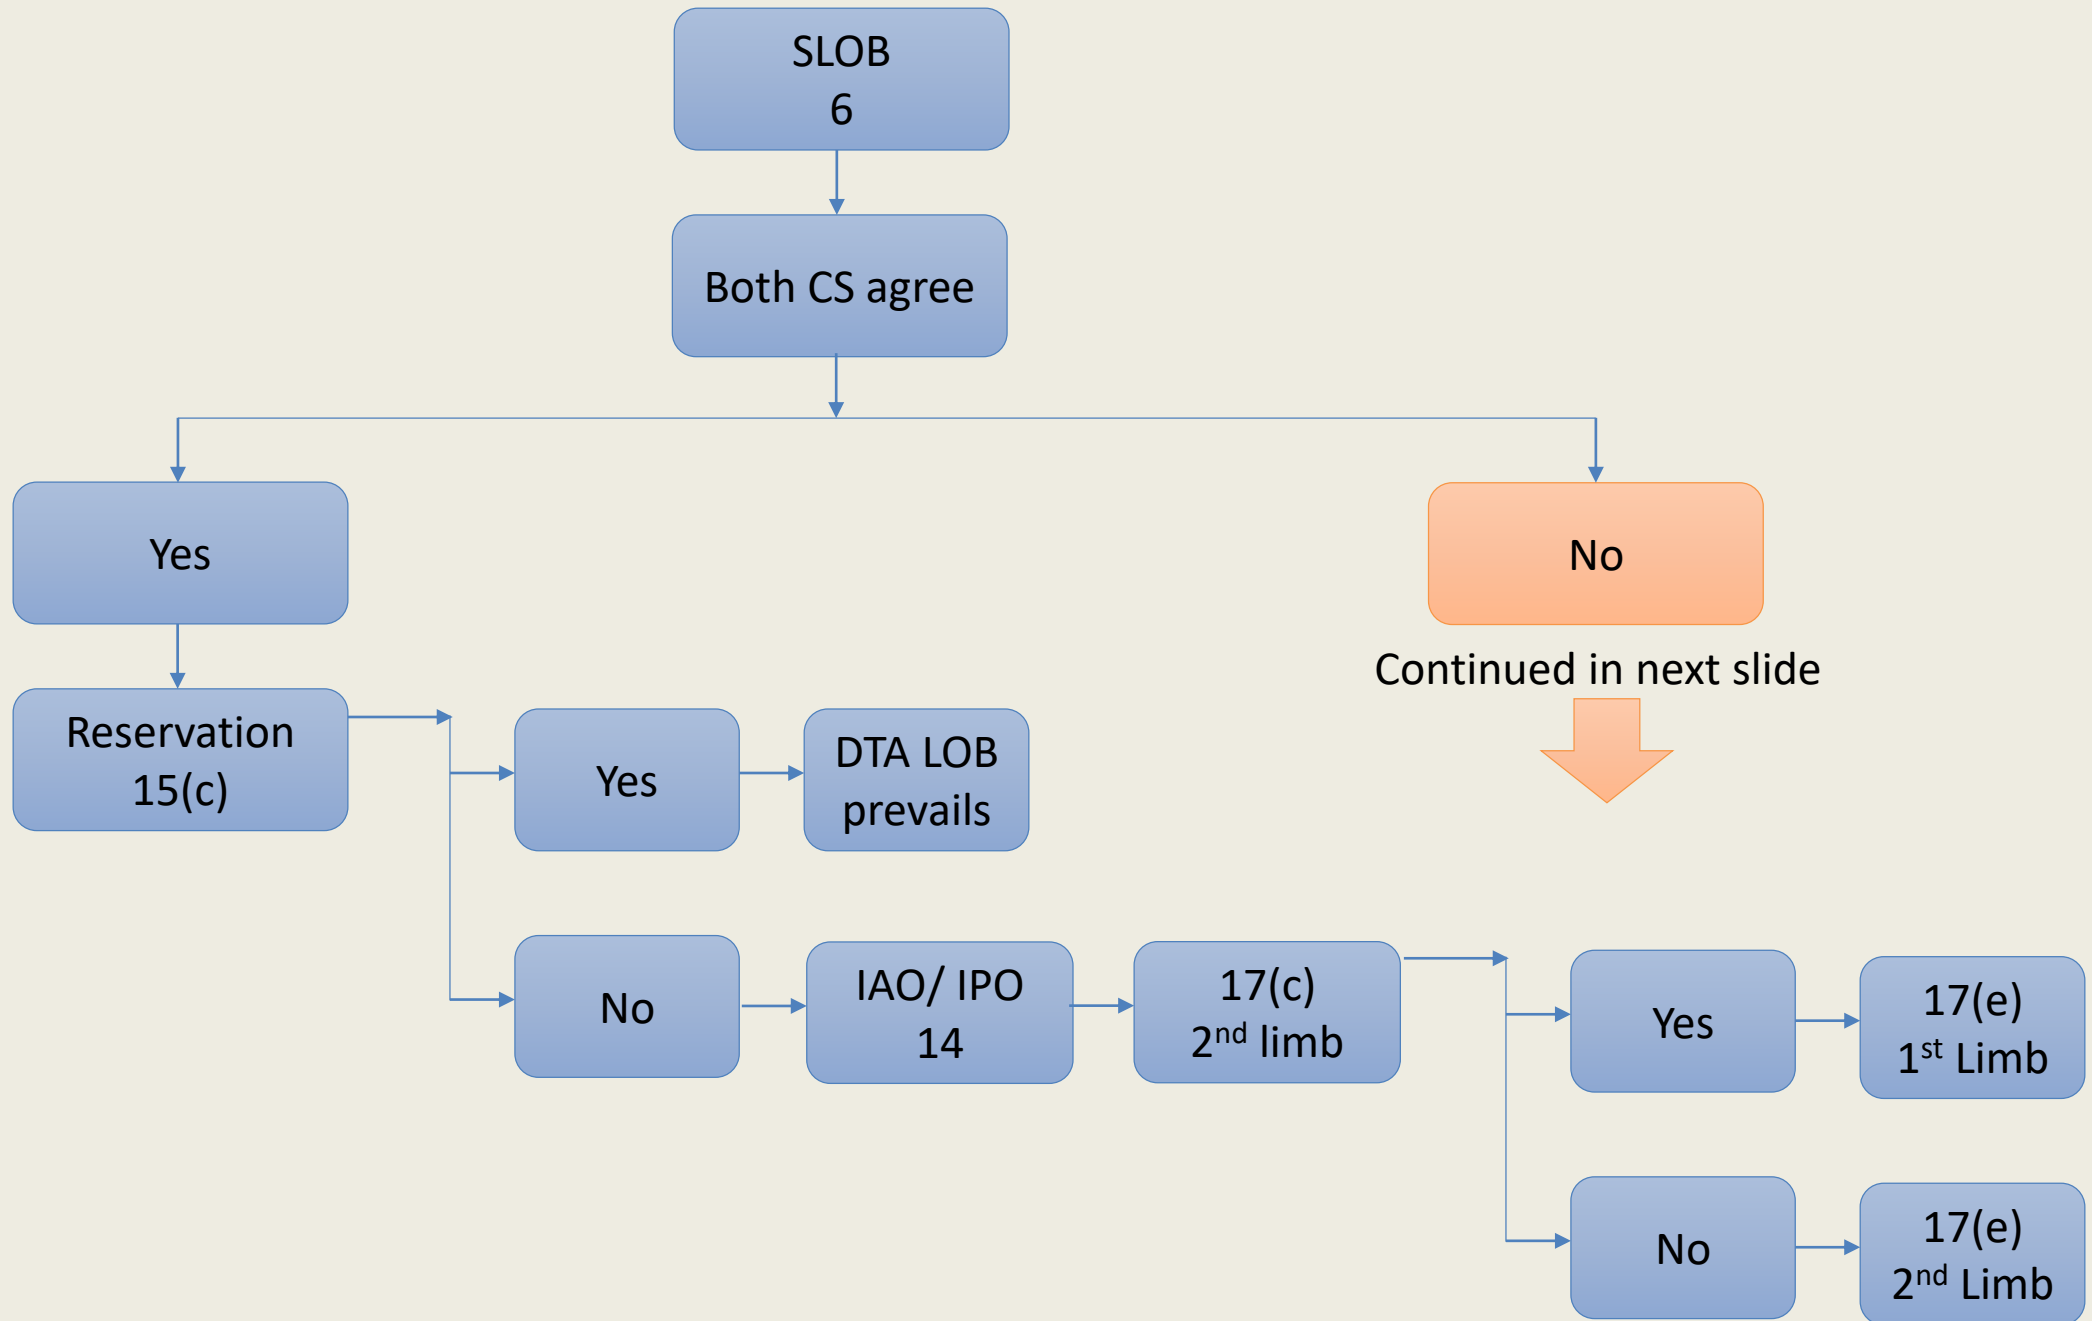 SLOB
6
Both CS agree
Yes
No
Continued in next slide
Reservation
15(c)
Yes
DTA LOB
prevails
No
IAO/ IPO
14
17(c)
2nd limb
Yes
17(e)
1st Limb
No
17(e)
2nd Limb